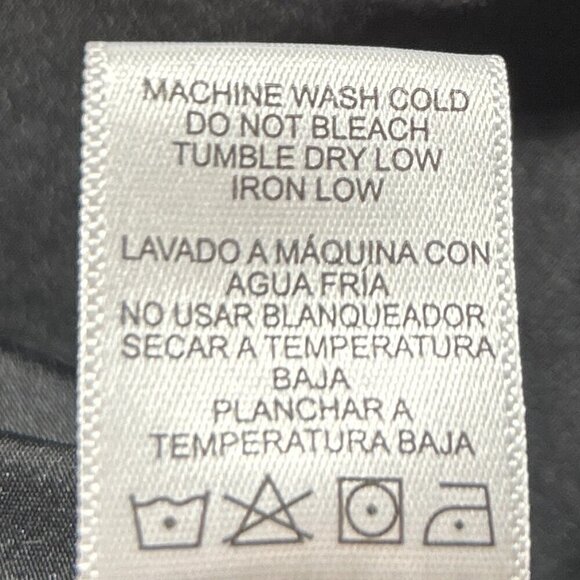 MACHINE WASH COLD
DO NOT BLEACH
TUMBLE DRY LOW
IRON LOW
LAVADO A MÁQUINA CON
AGUA FRÍA
NO USAR BLANQUEADOR
SECAR A TEMPERATURA
BAJA
PLANCHAR A
TEMPERATURA BAJA